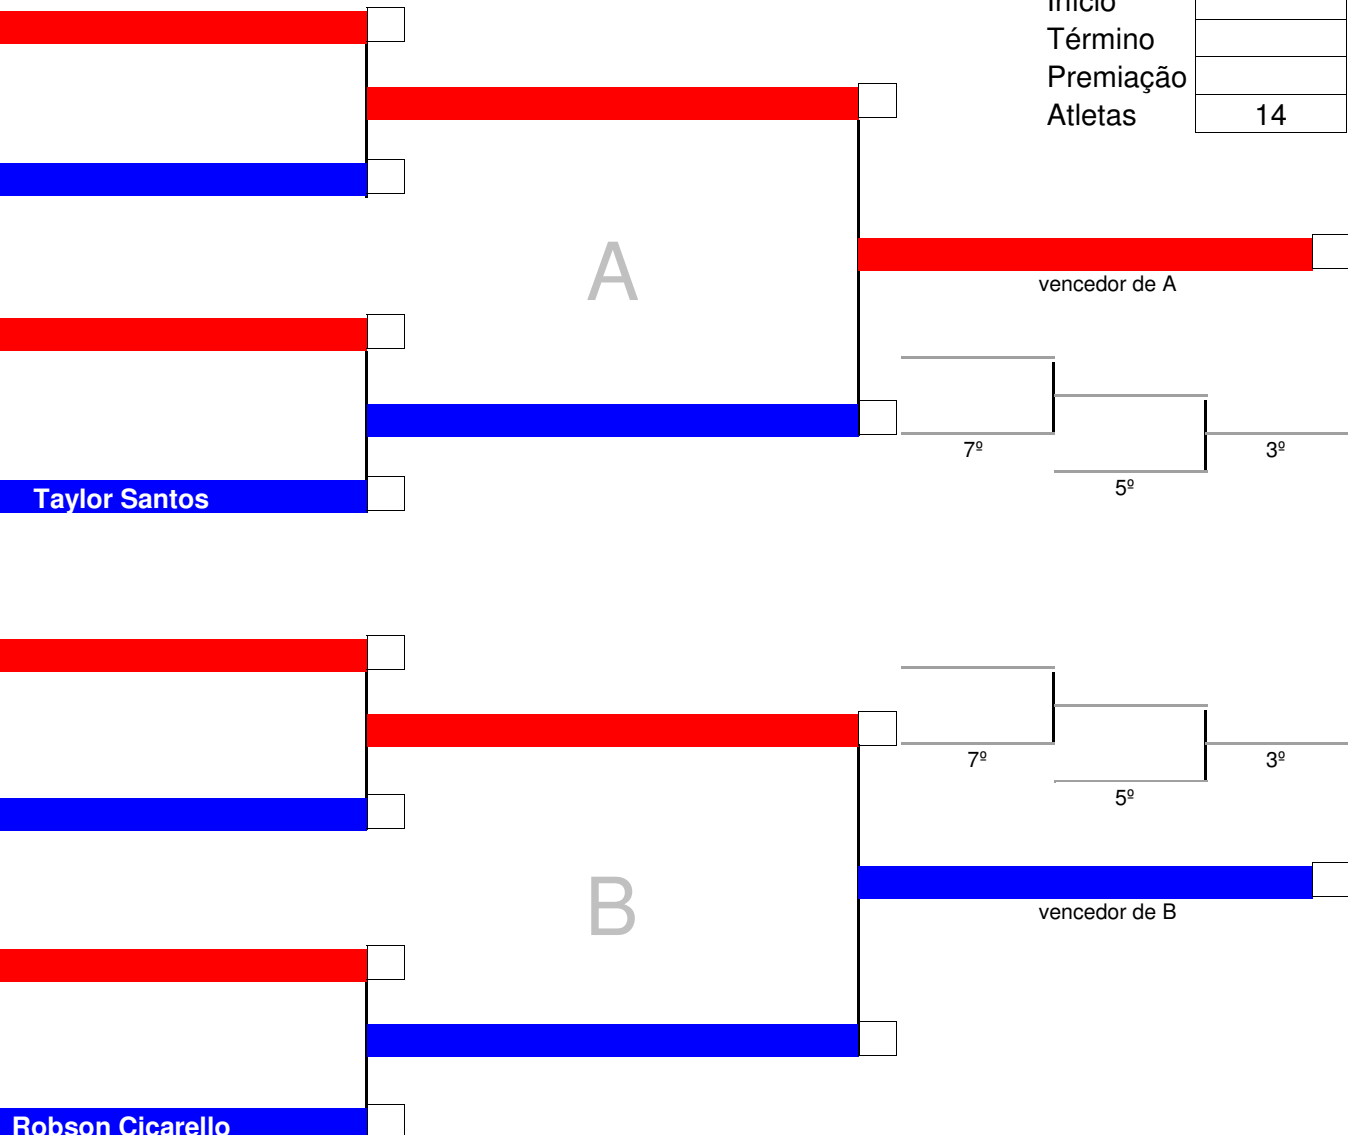 Início
Término
Premiação
Atletas 14
A
vencedor de A
7º
3º
5º
Taylor Santos
7º
3º
5º
B
vencedor de B
Robson Cicarello